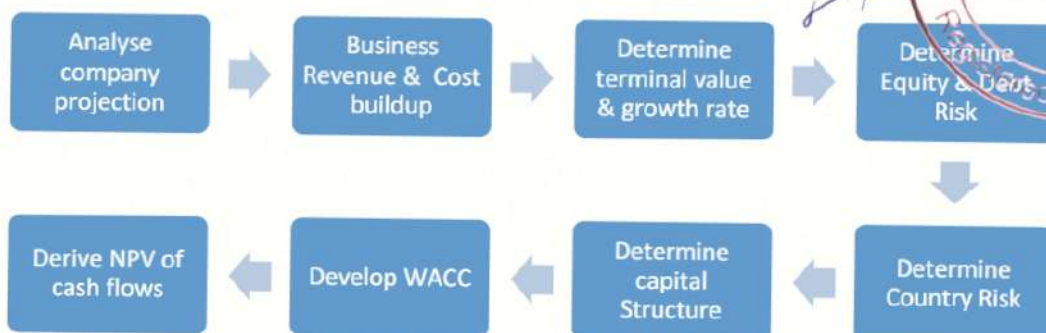 Analyse
company
projection
Business
Revenue & Cost
buildup
Determine
terminal value
& growth rate
Determine
Equity & Debt
Risk
Determine
Country Risk
Determine
capital
Structure
Develop WACC
Derive NPV of
cash flows